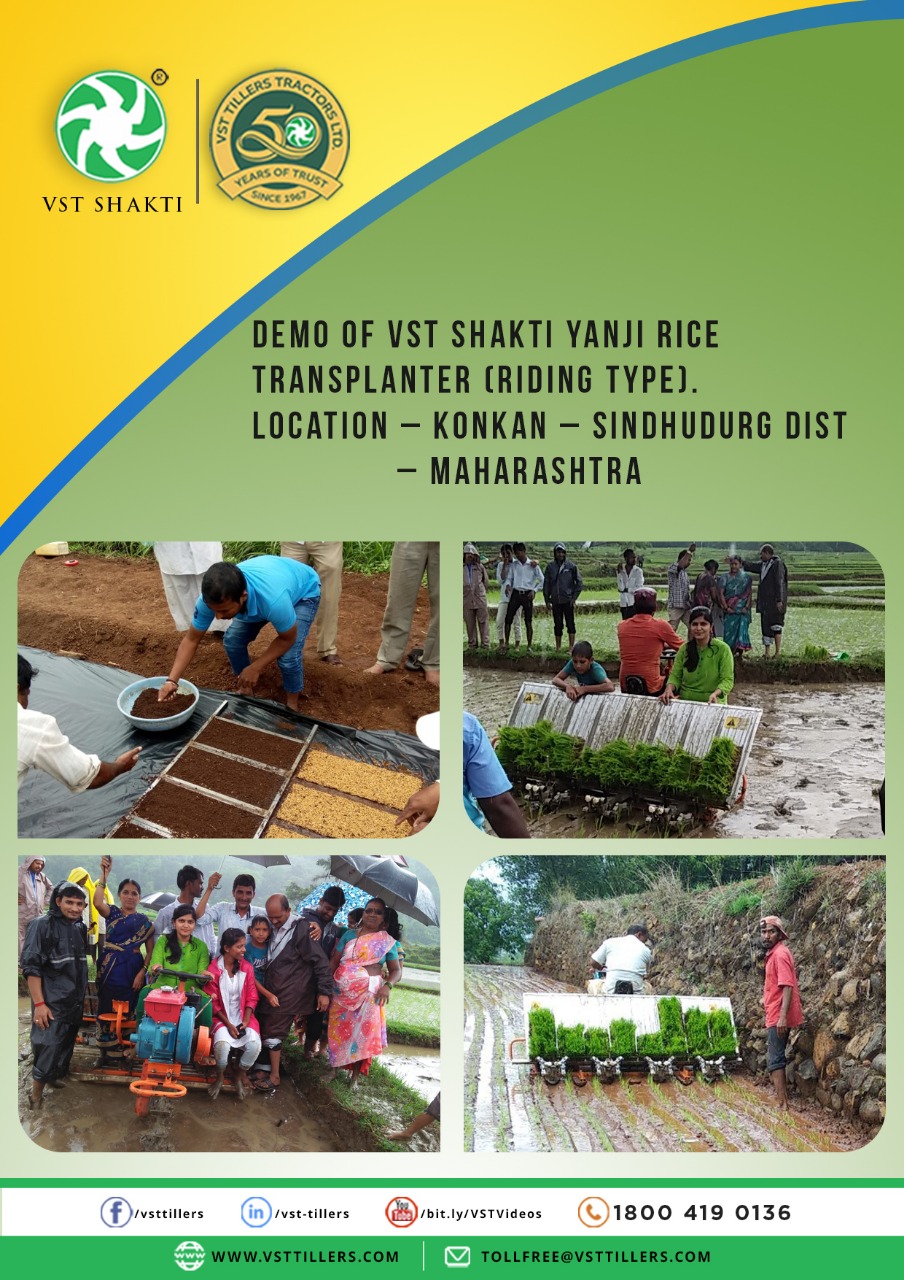 ®
VST SHAKTI
VST TILLERS TRACTORS LTD.
50
YEARS OF TRUST
SINCE 1967
DEMO OF VST SHAKTI YANJI RICE
TRANSPLANTER (RIDING TYPE).
LOCATION – KONKAN – SINDHUDURG DIST
– MAHARASHTRA
/vsttillers /vst-tillers You Tube /bit.ly/VSTVideos 1800 419 0136
WWW.VSTTILLERS.COM TOLLFREE@VSTTILLERS.COM